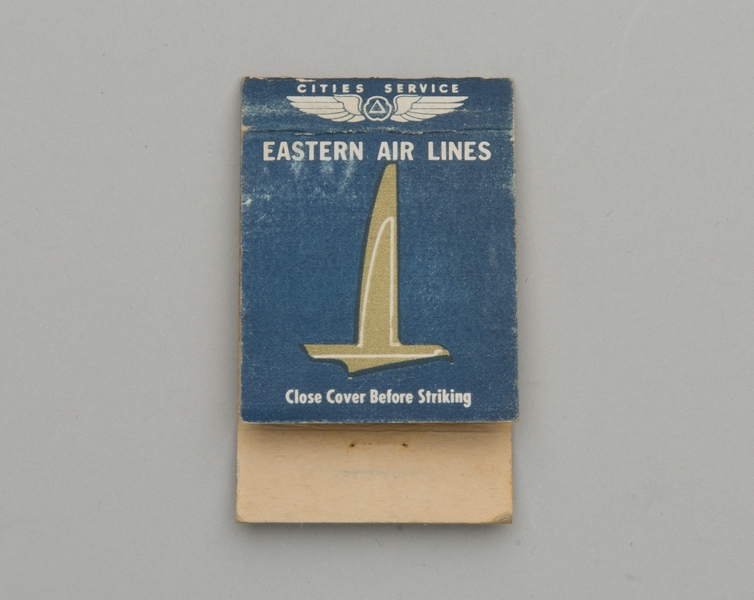 CITIES SERVICE
EASTERN AIR LINES
Close Cover Before Striking